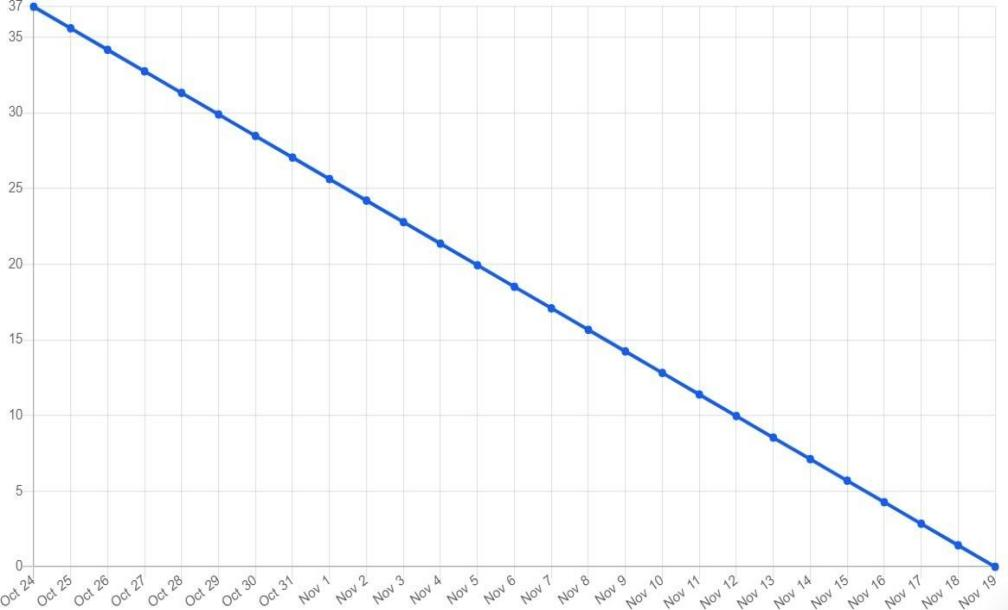 37
35
30
25
20
15
10
5
0
Oct 24
Oct 25
Oct 26
Oct 27
Oct 28
Oct 29
Oct 30
Oct 31
Nov 1
Nov 2
Nov 3
Nov 4
Nov 5
Nov 6
Nov 7
Nov 8
Nov 9
Nov 10
Nov 11
Nov 12
Nov 13
Nov 14
Nov 15
Nov 16
Nov 17
Nov 18
Nov 19